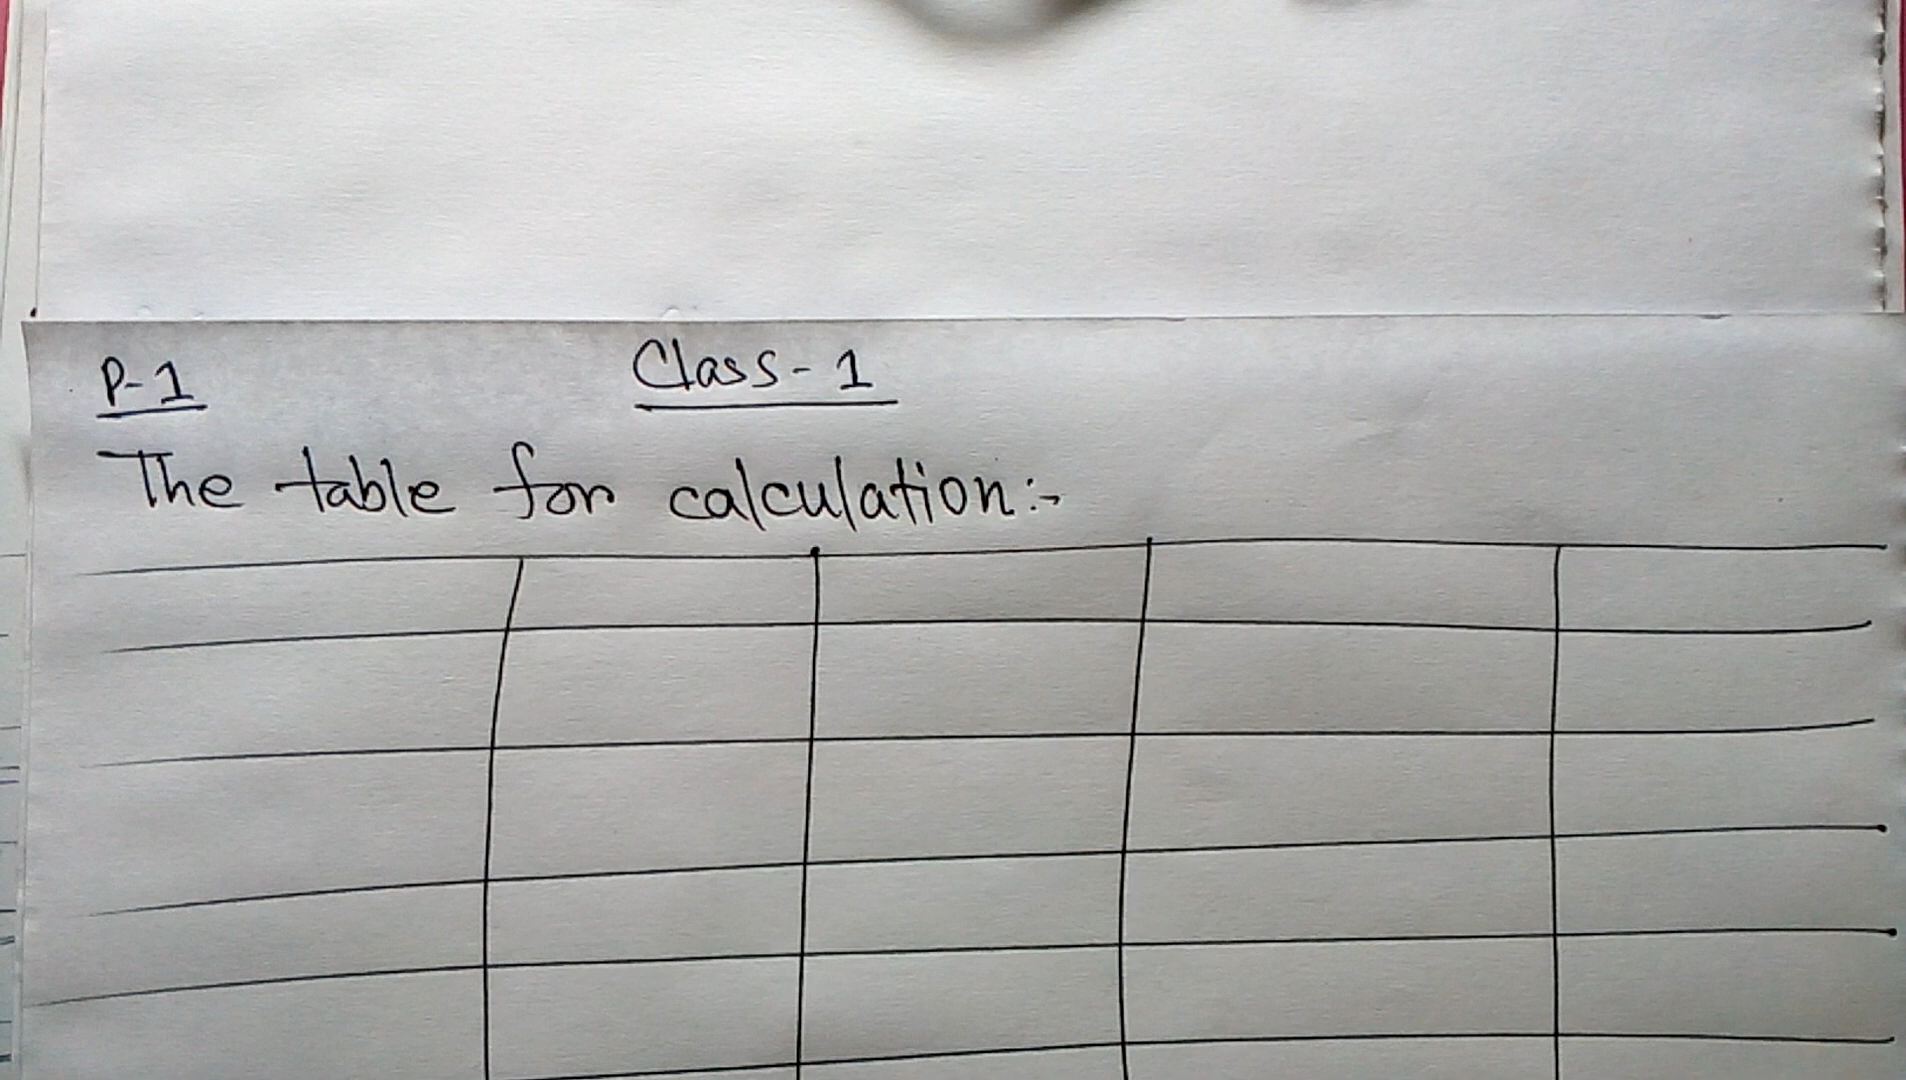 P-1 Class - 1
The table for calculation:-